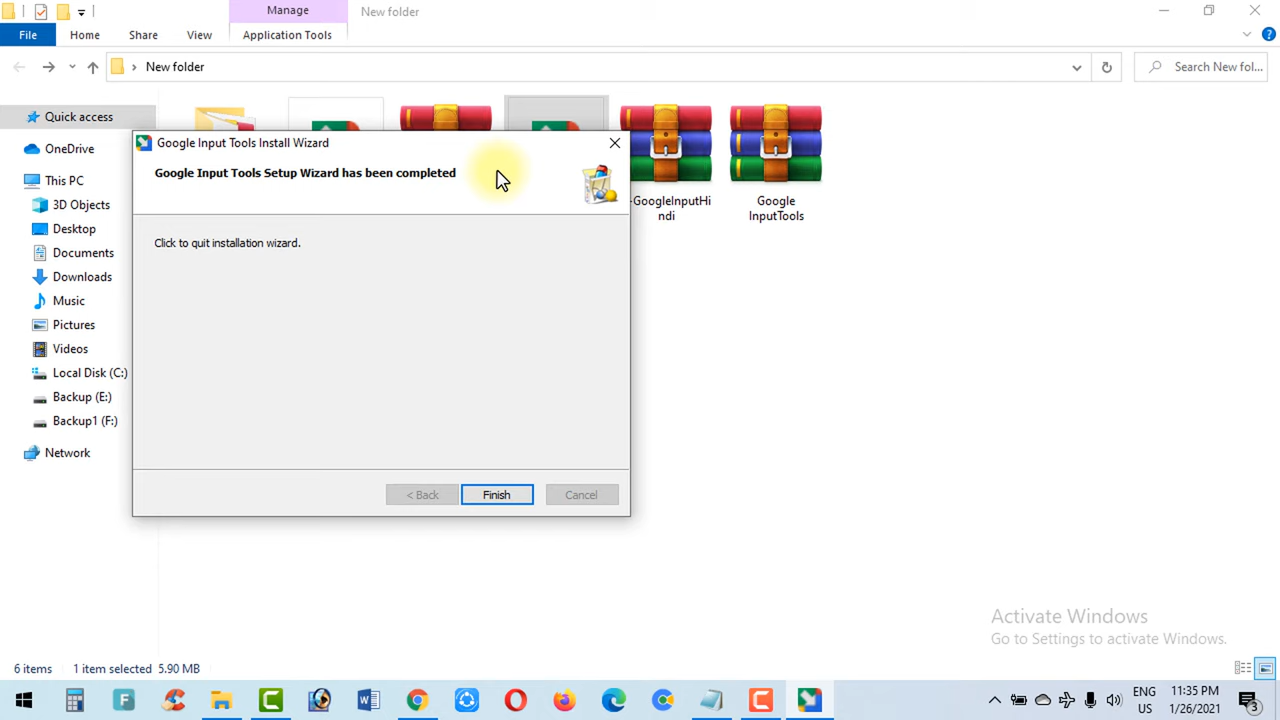 Manage
New folder
File
Home
Share
View
Application Tools
New folder
Search New fol...
Quick access
OneDrive
This PC
3D Objects
Desktop
Documents
Downloads
Music
Pictures
Videos
Local Disk (C:)
Backup (E:)
Backup1 (F:)
Network
Google Input Tools Install Wizard
Google Input Tools Setup Wizard has been completed
Click to quit installation wizard.
< Back
Finish
Cancel
-GoogleInputHi
ndi
Google
InputTools
Activate Windows
Go to Settings to activate Windows.
6 items
1 item selected
5.90 MB
ENG
US
11:35 PM
1/26/2021
3